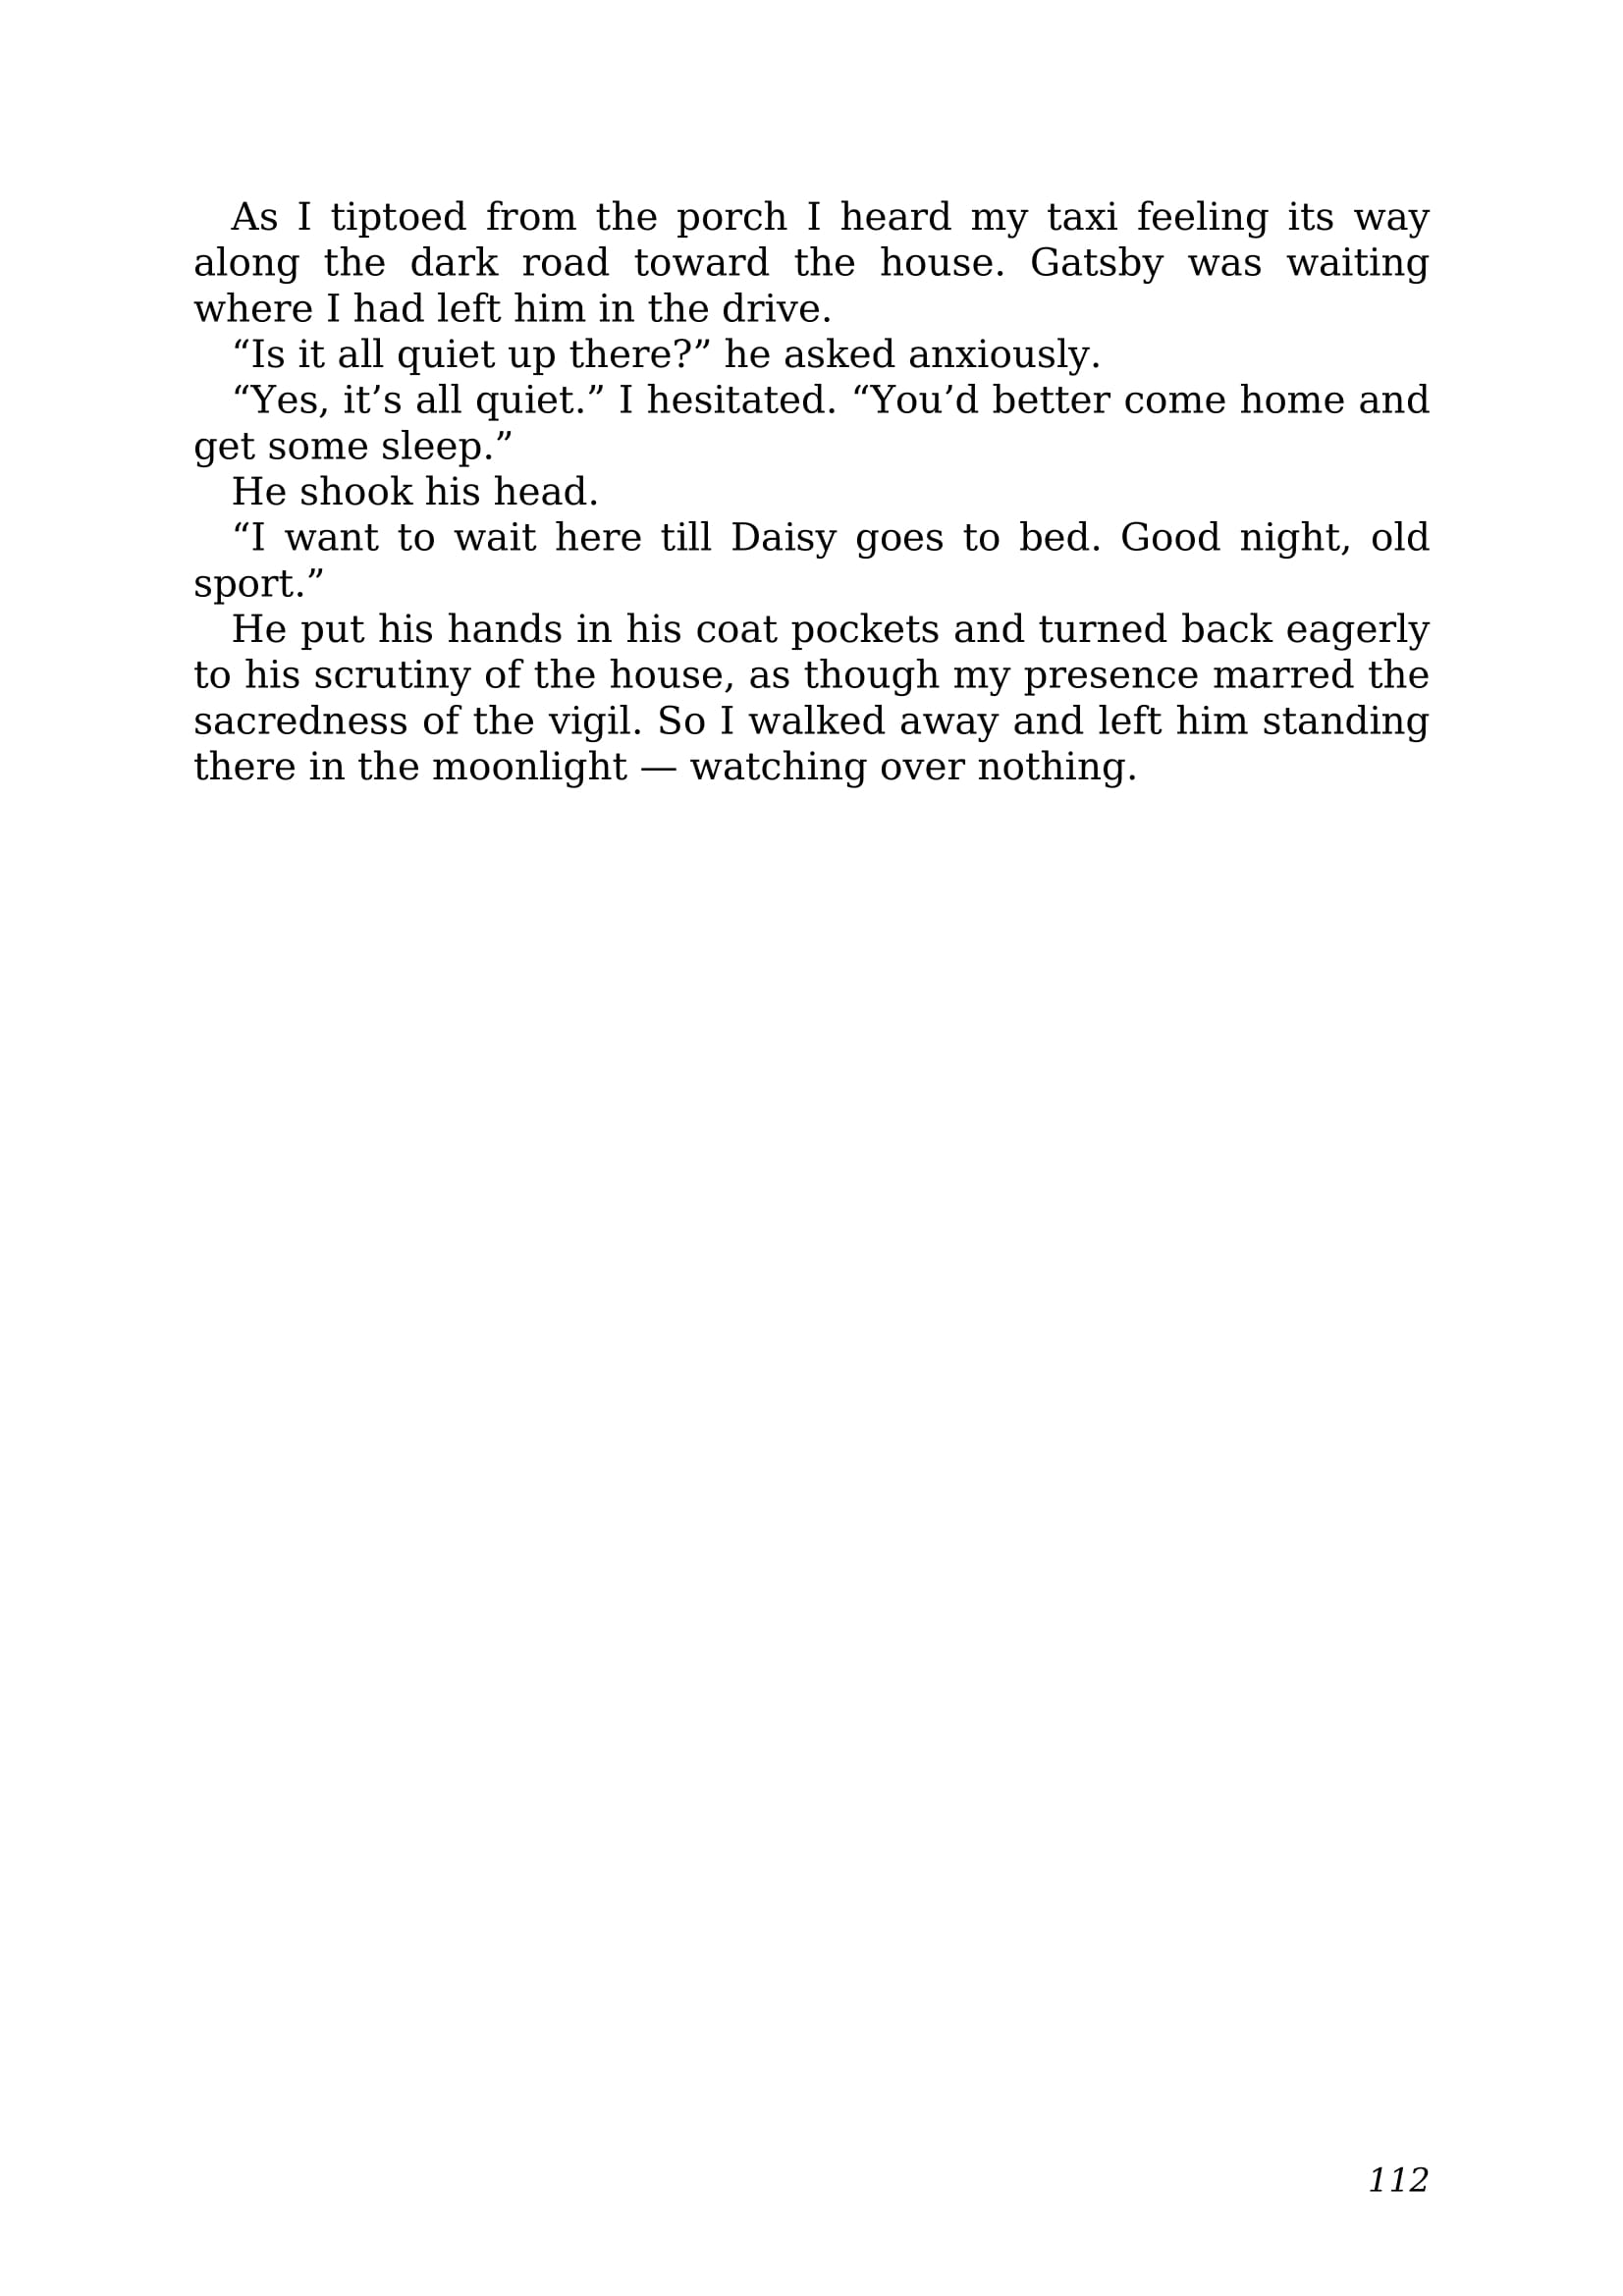 As I tiptoed from the porch I heard my taxi feeling its way
along the dark road toward the house. Gatsby was waiting
where I had left him in the drive.
“Is it all quiet up there?” he asked anxiously.
“Yes, it’s all quiet.” I hesitated. “You’d better come home and
get some sleep.”
He shook his head.
“I want to wait here till Daisy goes to bed. Good night, old
sport.”
He put his hands in his coat pockets and turned back eagerly
to his scrutiny of the house, as though my presence marred the
sacredness of the vigil. So I walked away and left him standing
there in the moonlight — watching over nothing.
112